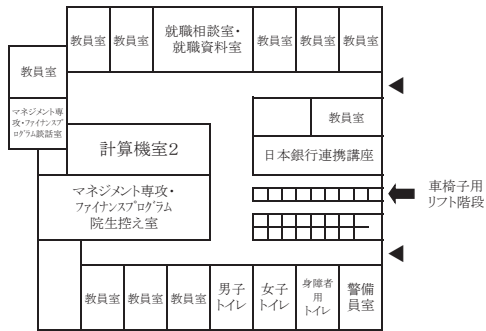 教員室
教員室
就職相談室・
就職資料室
教員室
教員室
教員室
教員室
マネジメント専
攻・ファイナンスプ
ログラム談話室
教員室
計算機室2
日本銀行連携講座
マネジメント専攻・
ファイナンスプログラム
院生控え室
車椅子用
リフト階段
教員室
教員室
教員室
男子
トイレ
女子
トイレ
身障者
用
トイレ
警備
員室